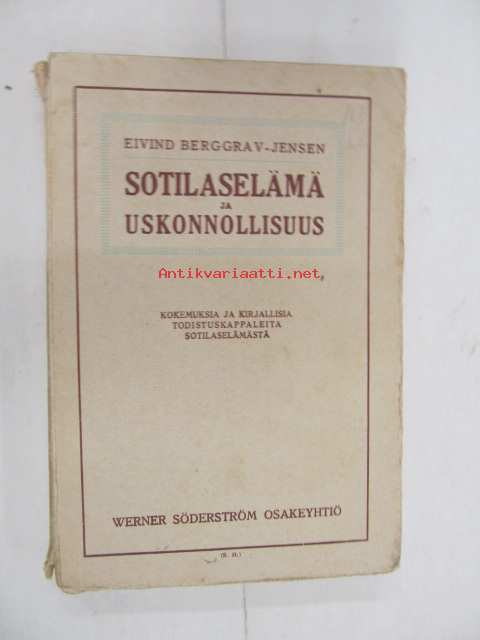 EIVIND BERGGRAV-JENSEN
SOTILASELÄMÄ
JA
USKONNOLLISUUS
Antikvariaatti.net
KOKEMUKSIA JA KIRJALLISIA
TODISTUSKAPPALEITA
SOTILASELÄMÄSTÄ
WERNER SÖDERSTRÖM OSAKEYHTIÖ